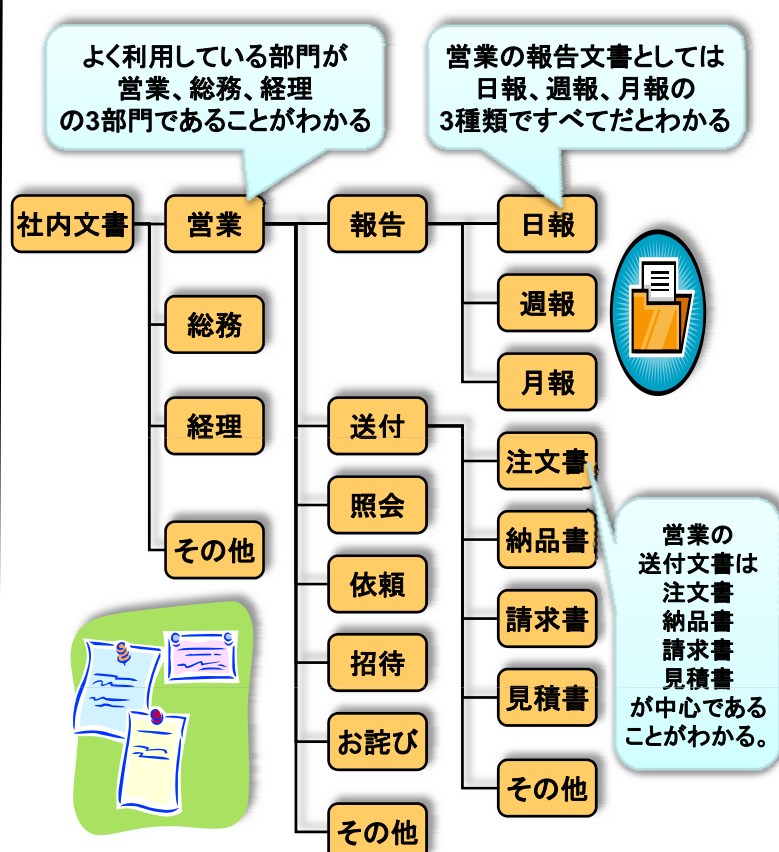 よく利用している部門が
営業、総務、経理
の3部門であることがわかる
営業の報告文書としては
日報、週報、月報の
3種類ですべてだとわかる
社内文書
営業
報告
日報
総務
週報
月報
経理
送付
注文書
照会
その他
納品書
依頼
請求書
招待
見積書
お詫び
その他
その他
営業の
送付文書は
注文書
納品書
請求書
見積書
が中心である
ことがわかる。